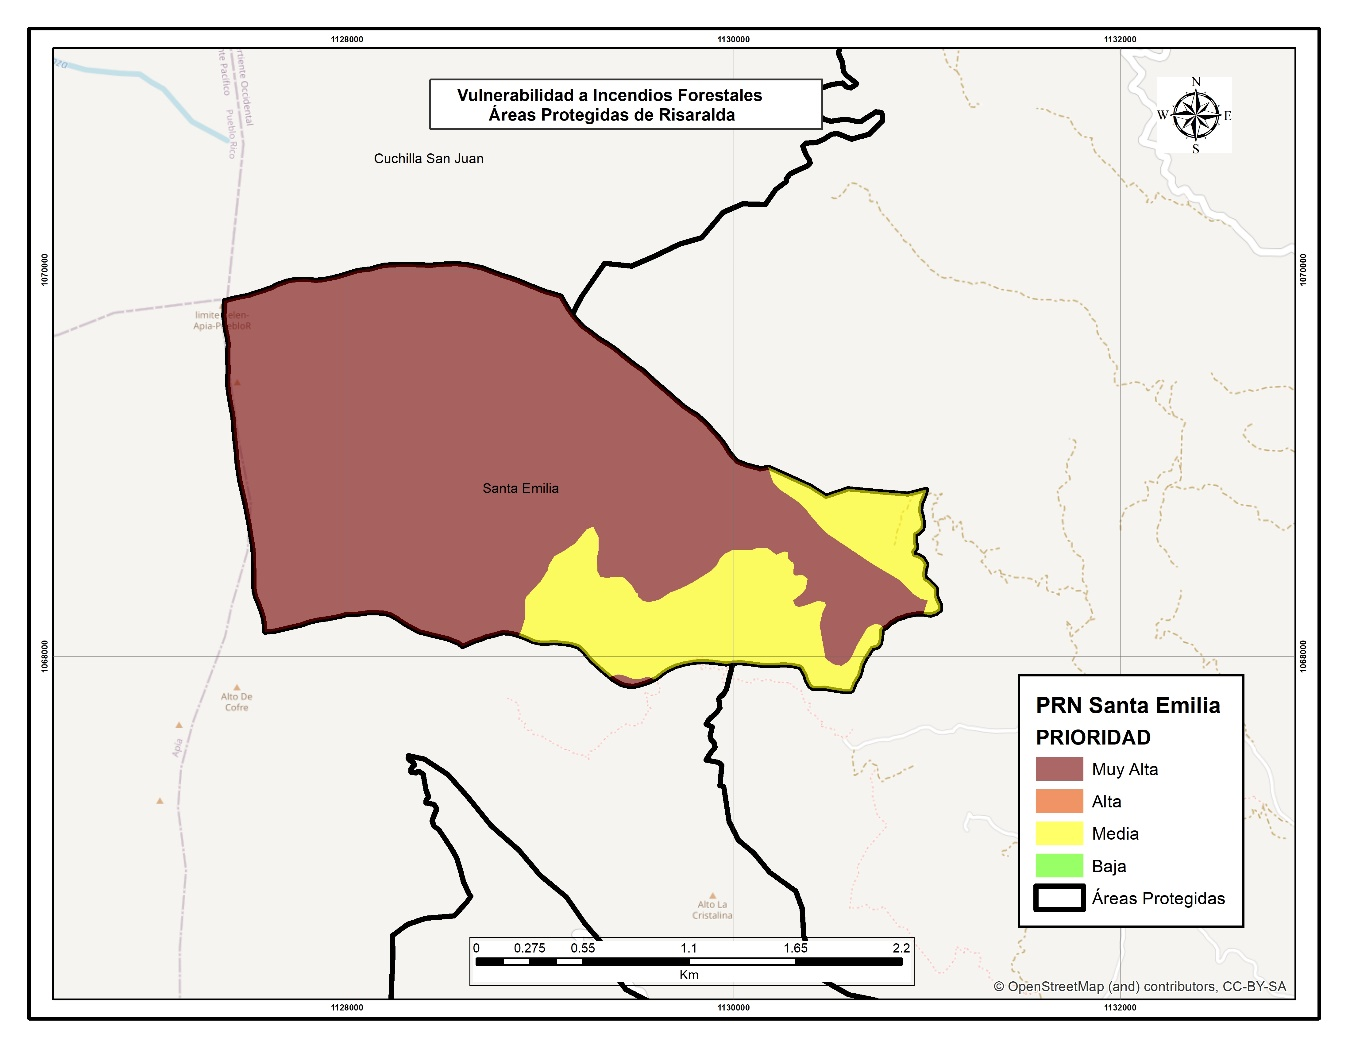 1128000
1130000
1132000
Vulnerabilidad a Incendios Forestales
Áreas Protegidas de Risaralda
N
W
E
S
Cuchilla San Juan
Pueblo Rico
1070000
1070000
Santa Emilia
1068000
1068000
Alto De
Cofre
Apía
Alto La
Cristalina
PRN Santa Emilia
PRIORIDAD
Muy Alta
Alta
Media
Baja
Áreas Protegidas
0
0.275
0.55
1.1
1.65
2.2
Km
© OpenStreetMap (and) contributors, CC-BY-SA
1128000
1130000
1132000